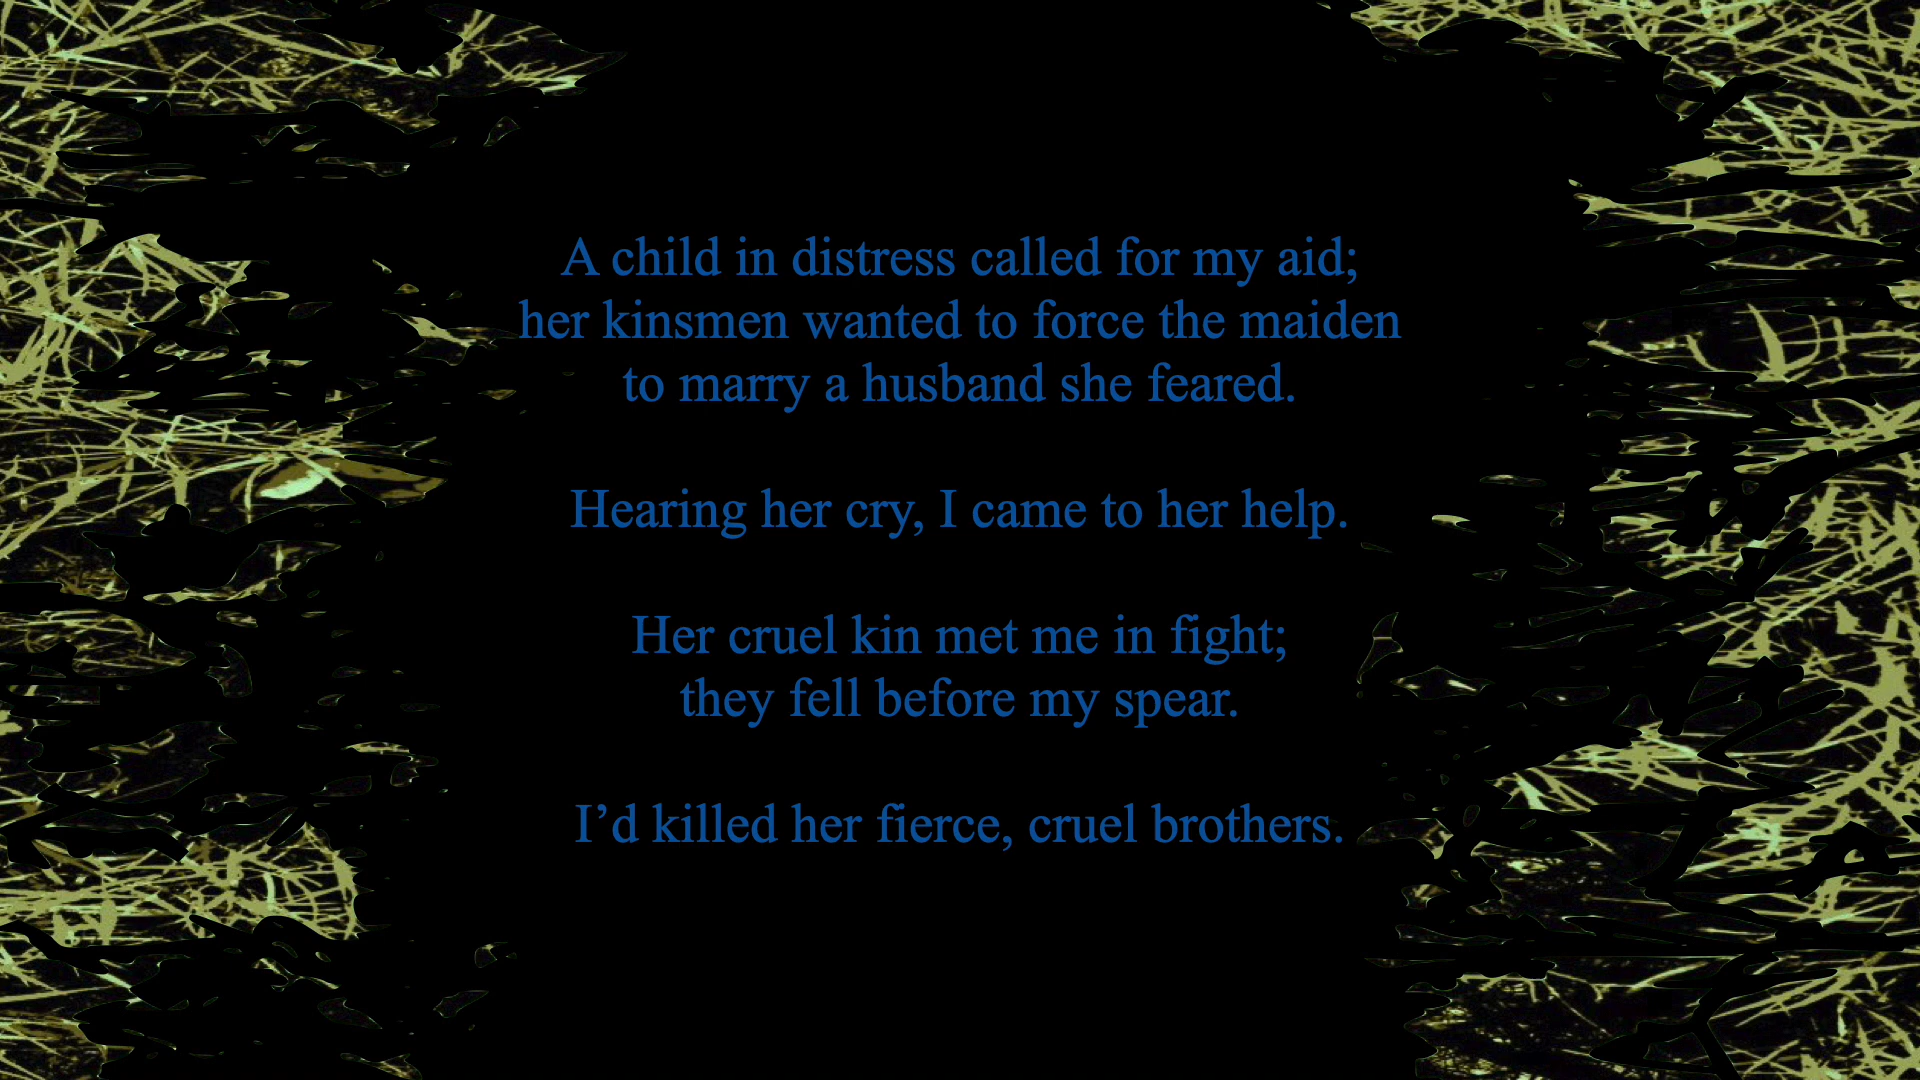 A child in distress called for my aid;
her kinsmen wanted to force the maiden
to marry a husband she feared.
Hearing her cry, I came to her help.
Her cruel kin met me in fight;
they fell before my spear.
I’d killed her fierce, cruel brothers.